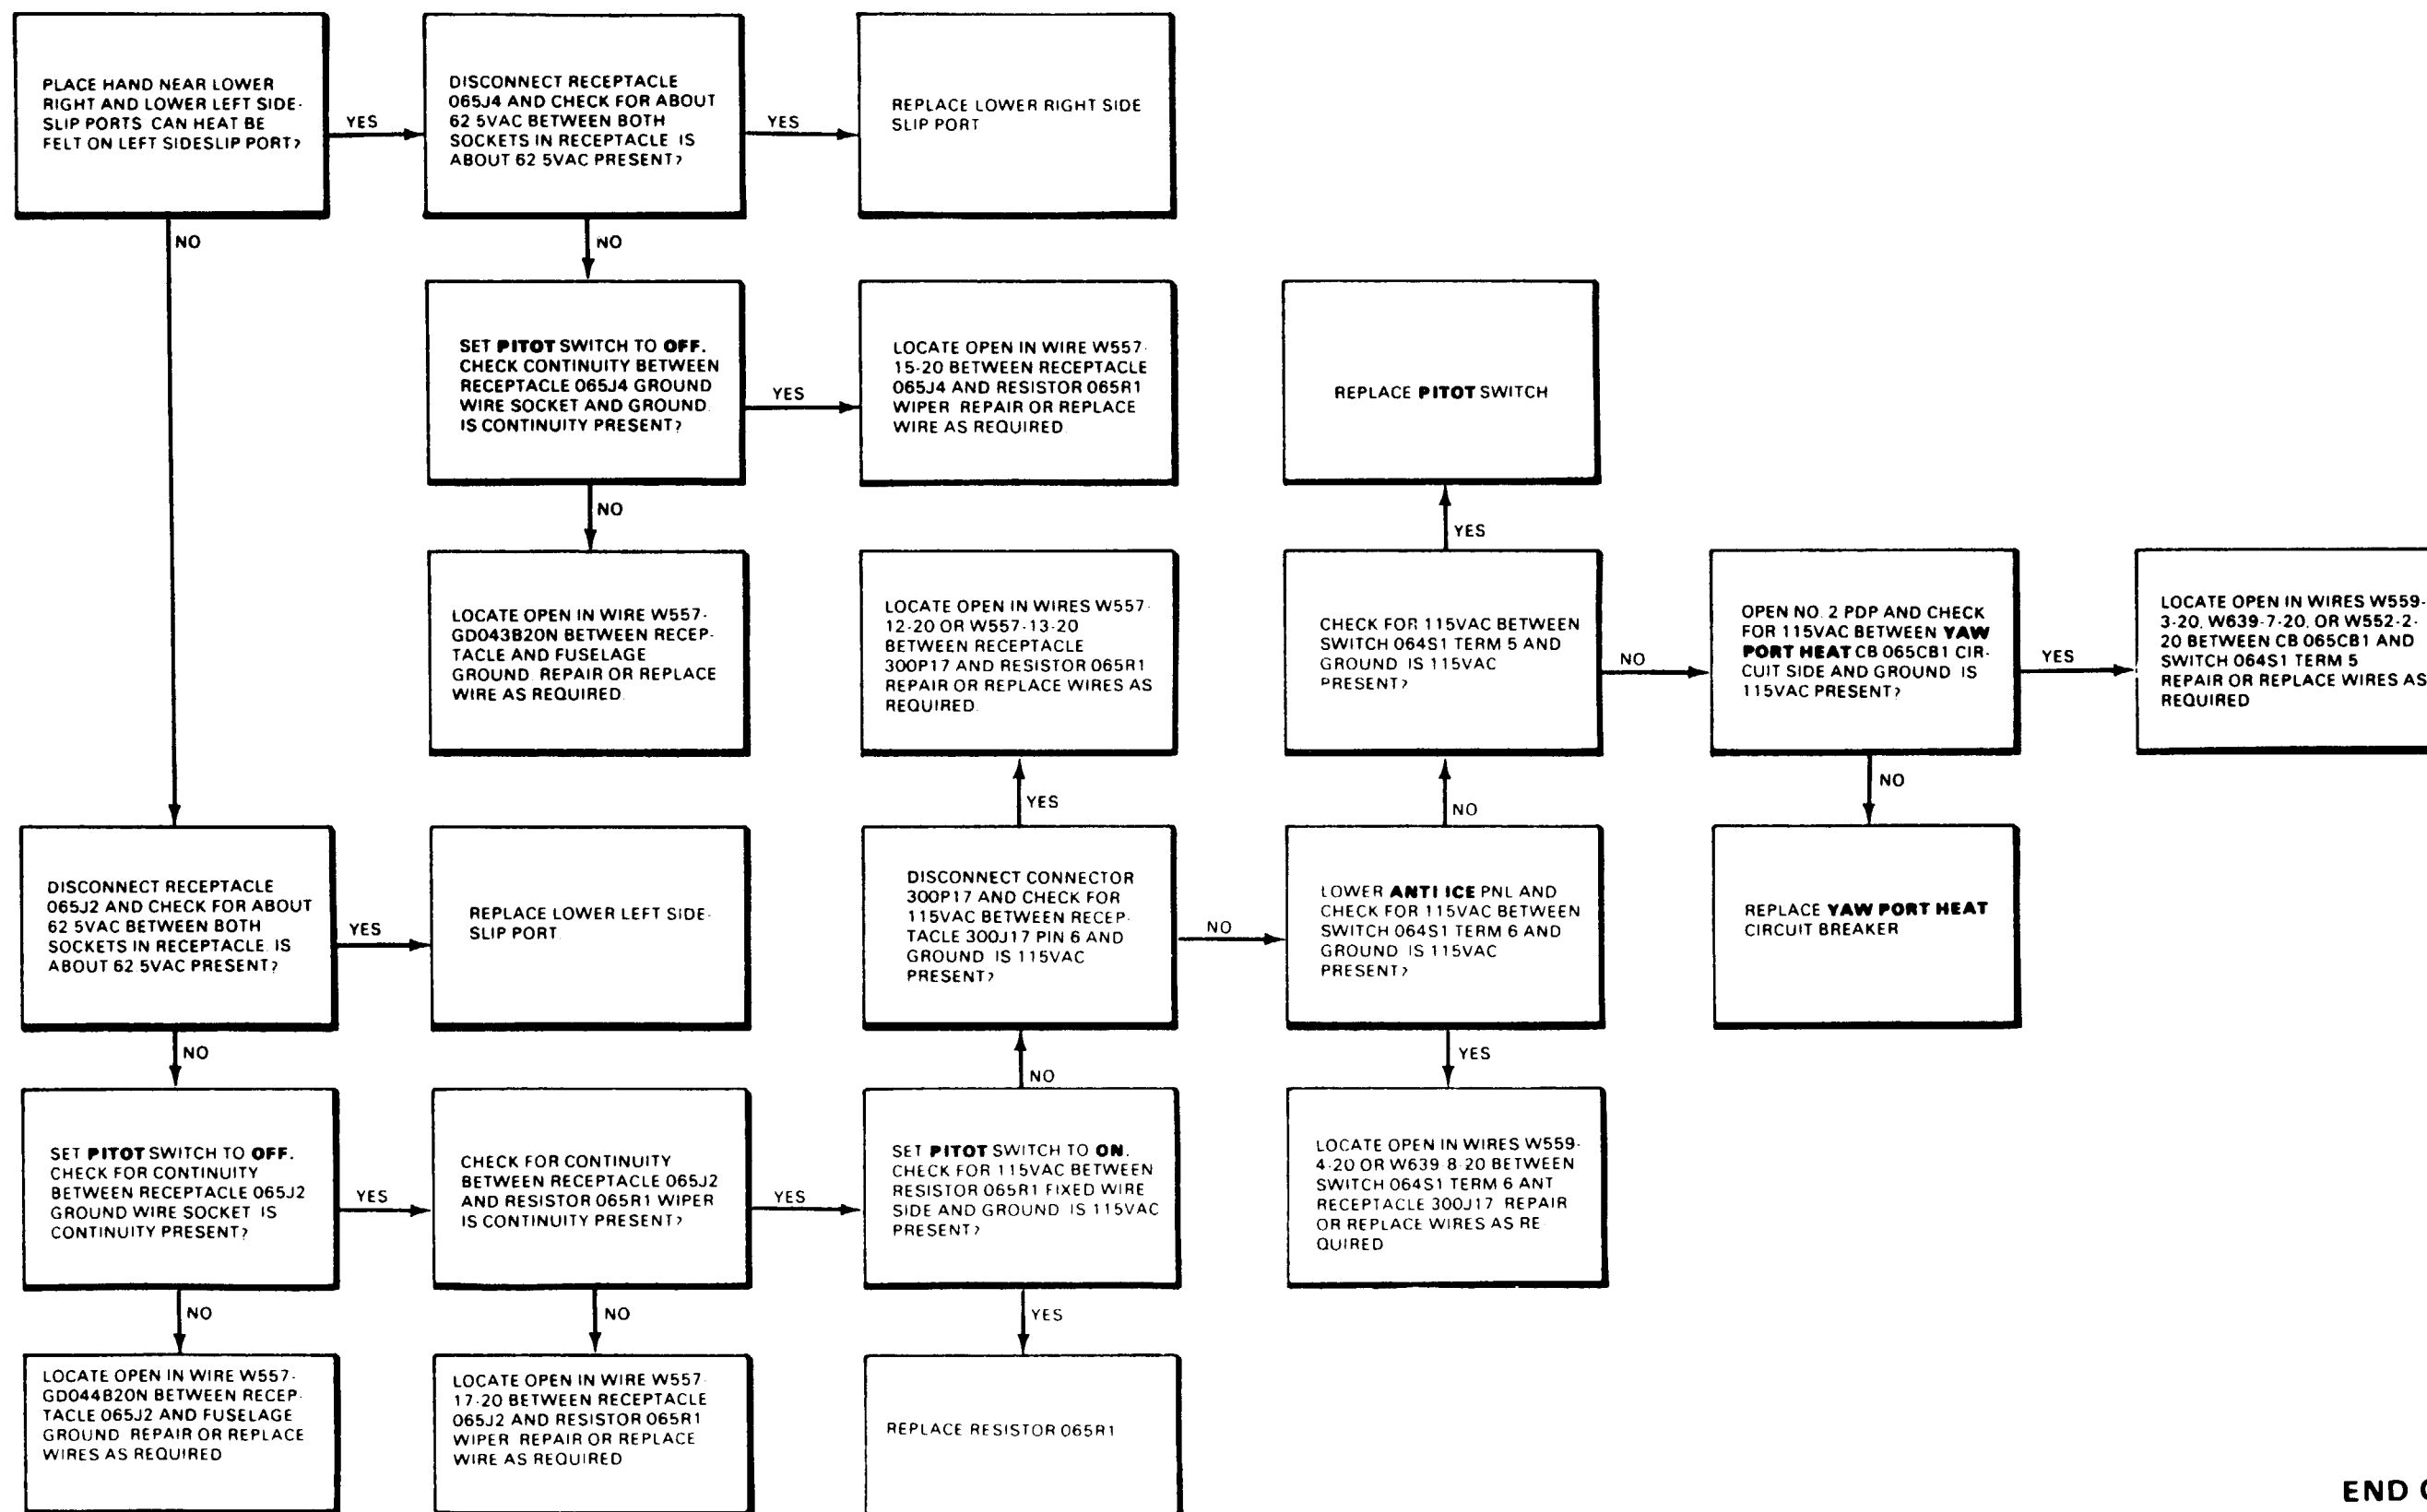 PLACE HAND NEAR LOWER
RIGHT AND LOWER LEFT SIDE-
SLIP PORTS CAN HEAT BE
FELT ON LEFT SIDESLIP PORT?
YES
DISCONNECT RECEPTACLE
065J4 AND CHECK FOR ABOUT
62 5VAC BETWEEN BOTH
SOCKETS IN RECEPTACLE IS
ABOUT 62 5VAC PRESENT?
YES
REPLACE LOWER RIGHT SIDE
SLIP PORT
NO
NO
SET PITOT SWITCH TO OFF.
CHECK CONTINUITY BETWEEN
RECEPTACLE 065J4 GROUND
WIRE SOCKET AND GROUND.
IS CONTINUITY PRESENT?
YES
LOCATE OPEN IN WIRE W557-
15-20 BETWEEN RECEPTACLE
065J4 AND RESISTOR 065R1
WIPER REPAIR OR REPLACE
WIRE AS REQUIRED.
REPLACE PITOT SWITCH
NO
YES
LOCATE OPEN IN WIRE W557-
GD043B20N BETWEEN RECEP-
TACLE AND FUSELAGE
GROUND. REPAIR OR REPLACE
WIRE AS REQUIRED.
LOCATE OPEN IN WIRES W557-
12-20 OR W557-13-20
BETWEEN RECEPTACLE
300P17 AND RESISTOR 065R1
REPAIR OR REPLACE WIRES AS
REQUIRED.
CHECK FOR 115VAC BETWEEN
SWITCH 064S1 TERM 5 AND
GROUND IS 115VAC
PRESENT?
NO
OPEN NO. 2 PDP AND CHECK
FOR 115VAC BETWEEN YAW
PORT HEAT CB 065CB1 CIR-
CUIT SIDE AND GROUND IS
115VAC PRESENT?
YES
LOCATE OPEN IN WIRES W559-
3-20, W639-7-20, OR W552-2-
20 BETWEEN CB 065CB1 AND
SWITCH 064S1 TERM 5
REPAIR OR REPLACE WIRES AS
REQUIRED
YES
NO
NO
DISCONNECT RECEPTACLE
065J2 AND CHECK FOR ABOUT
62 5VAC BETWEEN BOTH
SOCKETS IN RECEPTACLE. IS
ABOUT 62.5VAC PRESENT?
YES
REPLACE LOWER LEFT SIDE-
SLIP PORT.
DISCONNECT CONNECTOR
300P17 AND CHECK FOR
115VAC BETWEEN RECEP-
TACLE 300J17 PIN 6 AND
GROUND IS 115VAC
PRESENT?
NO
LOWER ANTI ICE PNL AND
CHECK FOR 115VAC BETWEEN
SWITCH 064S1 TERM 6 AND
GROUND IS 115VAC
PRESENT?
REPLACE YAW PORT HEAT
CIRCUIT BREAKER
NO
NO
YES
SET PITOT SWITCH TO OFF.
CHECK FOR CONTINUITY
BETWEEN RECEPTACLE 065J2
GROUND WIRE SOCKET IS
CONTINUITY PRESENT?
YES
CHECK FOR CONTINUITY
BETWEEN RECEPTACLE 065J2
AND RESISTOR 065R1 WIPER
IS CONTINUITY PRESENT?
YES
SET PITOT SWITCH TO ON.
CHECK FOR 115VAC BETWEEN
RESISTOR 065R1 FIXED WIRE
SIDE AND GROUND IS 115VAC
PRESENT?
LOCATE OPEN IN WIRES W559-
4-20 OR W639 8-20 BETWEEN
SWITCH 064S1 TERM 6 ANT
RECEPTACLE 300J17 REPAIR
OR REPLACE WIRES AS RE
QUIRED
NO
NO
YES
LOCATE OPEN IN WIRE W557-
GD044B20N BETWEEN RECEP-
TACLE 065J2 AND FUSELAGE
GROUND REPAIR OR REPLACE
WIRES AS REQUIRED
LOCATE OPEN IN WIRE W557-
17-20 BETWEEN RECEPTACLE
065J2 AND RESISTOR 065R1
WIPER REPAIR OR REPLACE
WIRE AS REQUIRED
REPLACE RESISTOR 065R1
END